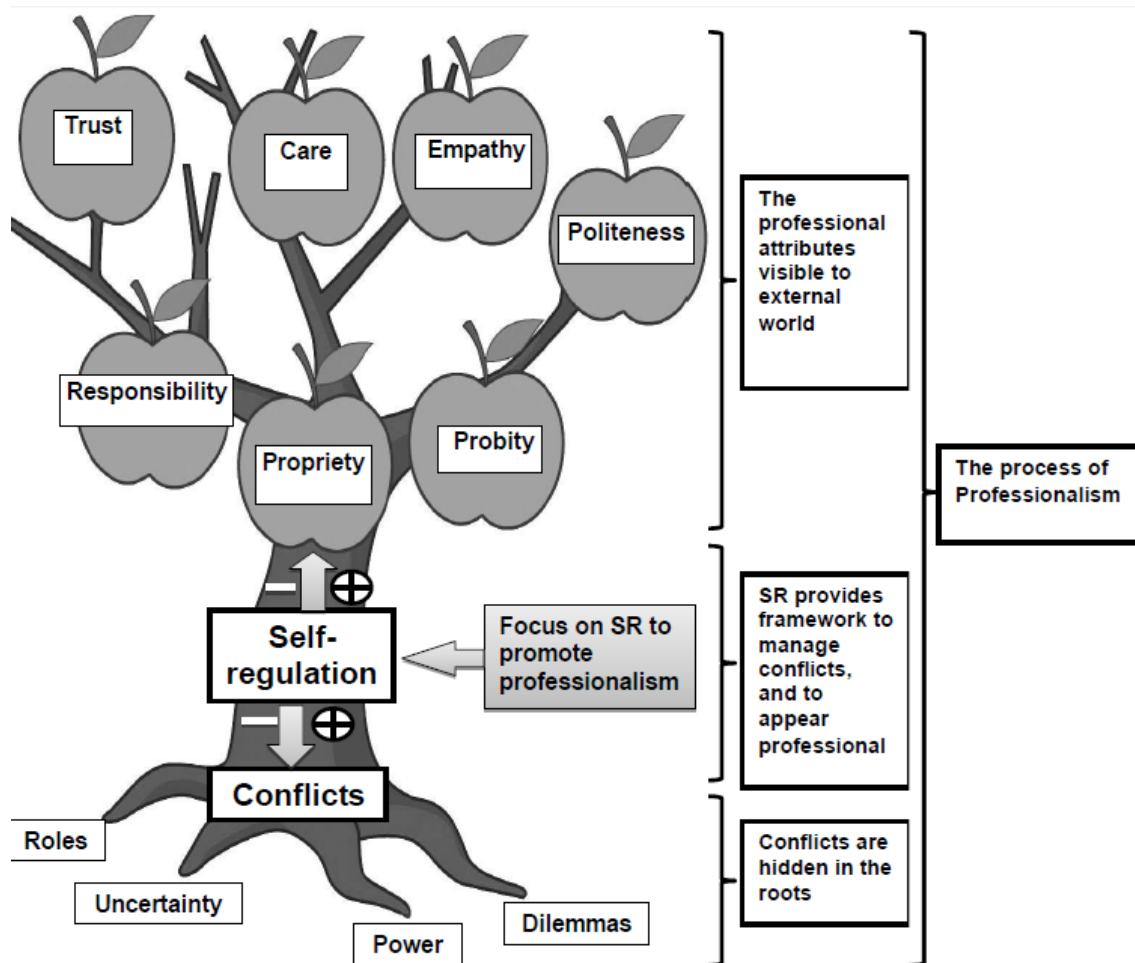 Trust
Care
Empathy
Politeness
Responsibility
Propriety
Probity
The
professional
attributes
visible to
external
world
The process of
Professionalism
Self-
regulation
Focus on SR to
promote
professionalism
SR provides
framework to
manage
conflicts,
and to
appear
professional
Conflicts
Roles
Uncertainty
Power
Dilemmas
Conflicts are
hidden in the
roots